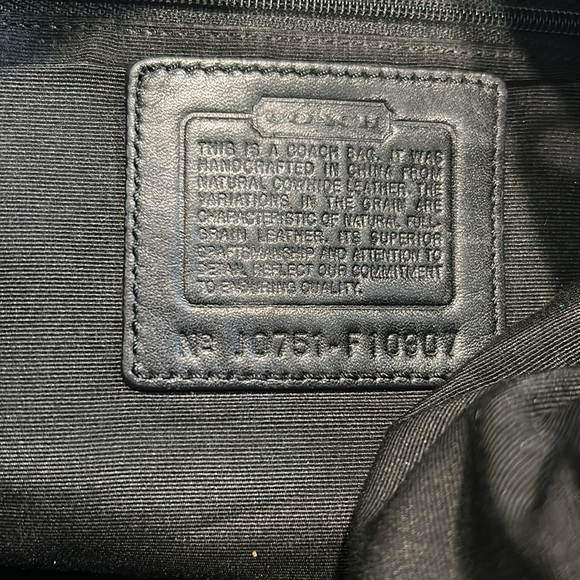 COACH
THIS IS A COACH BAG. IT WAS
HANDCRAFTED IN CHINA FROM
NATURAL COWHIDE LEATHER. THE
VARIATIONS IN THE GRAIN ARE
CHARACTERISTIC OF NATURAL FULL
GRAIN LEATHER. ITS SUPERIOR
CRAFTSMANSHIP AND ATTENTION TO
DETAIL REFLECT OUR COMMITMENT
TO ENDURING QUALITY.
Nº JC751-F10307